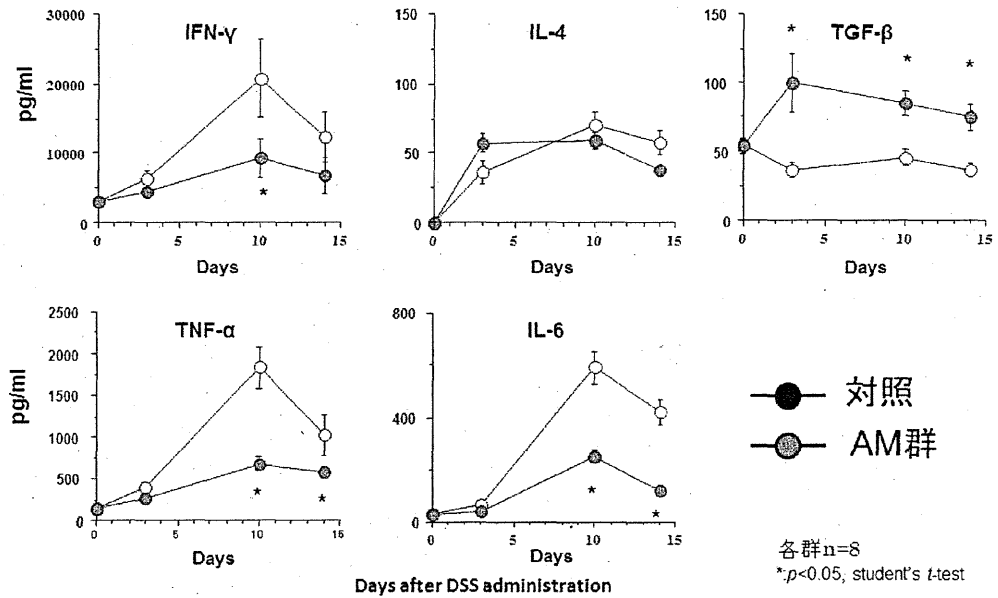 IFN-γ
30000
20000
10000
0
pg/ml
0 5 10 15
Days
*
IL-4
150
100
50
0
0 5 10 15
Days
TGF-β
150
100
50
0
0 5 10 15
Days
* * *
TNF-α
2500
2000
1500
1000
500
0
pg/ml
0 5 10 15
Days
* *
IL-6
800
400
0
0 5 10 15
Days
* *
対照
AM群
各群n=8
*:p<0.05, student's t-test
Days after DSS administration